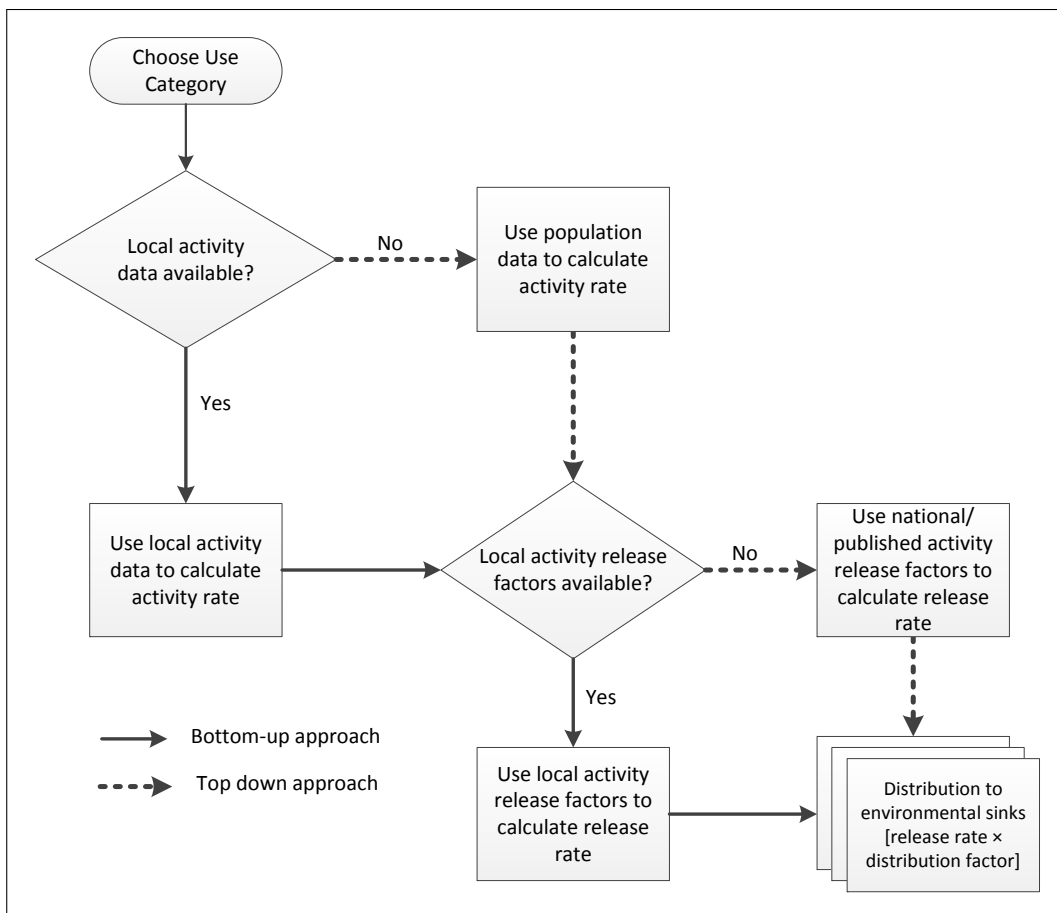 Choose Use
Category
Local activity
data available?
No
Use population
data to calculate
activity rate
Yes
Use local activity
data to calculate
activity rate
Local activity release
factors available?
No
Use national/
published activity
release factors to
calculate release
rate
Yes
Bottom-up approach
Top down approach
Use local activity
release factors to
calculate release
rate
Distribution to
environmental sinks
[release rate ×
distribution factor]